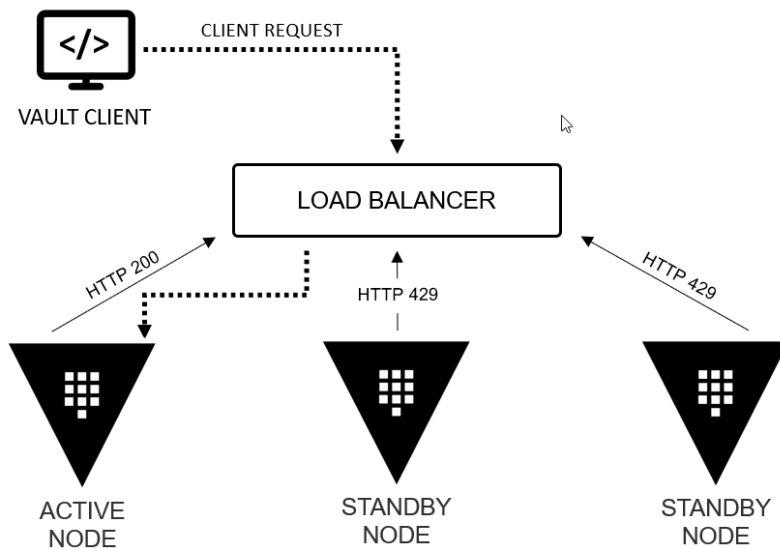 </>
CLIENT REQUEST
VAULT CLIENT
LOAD BALANCER
HTTP 200
HTTP 429
HTTP 429
ACTIVE
NODE
STANDBY
NODE
STANDBY
NODE